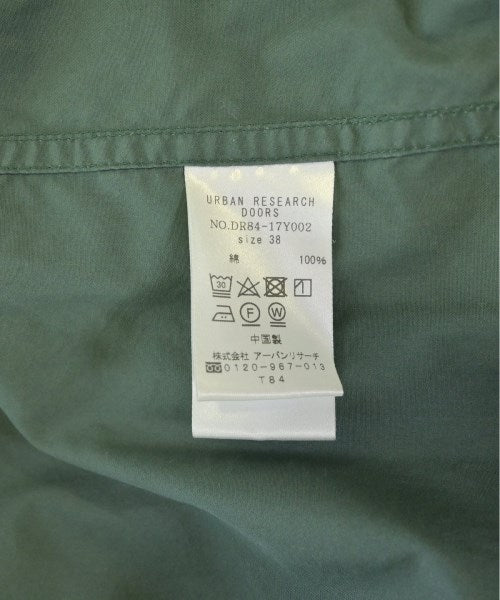 URBAN RESEARCH
DOORS
NO.DR84-17Y002
size 38
綿 100%
30
F W
中国製
株式会社 アーバンリサーチ
0120-967-013
T84